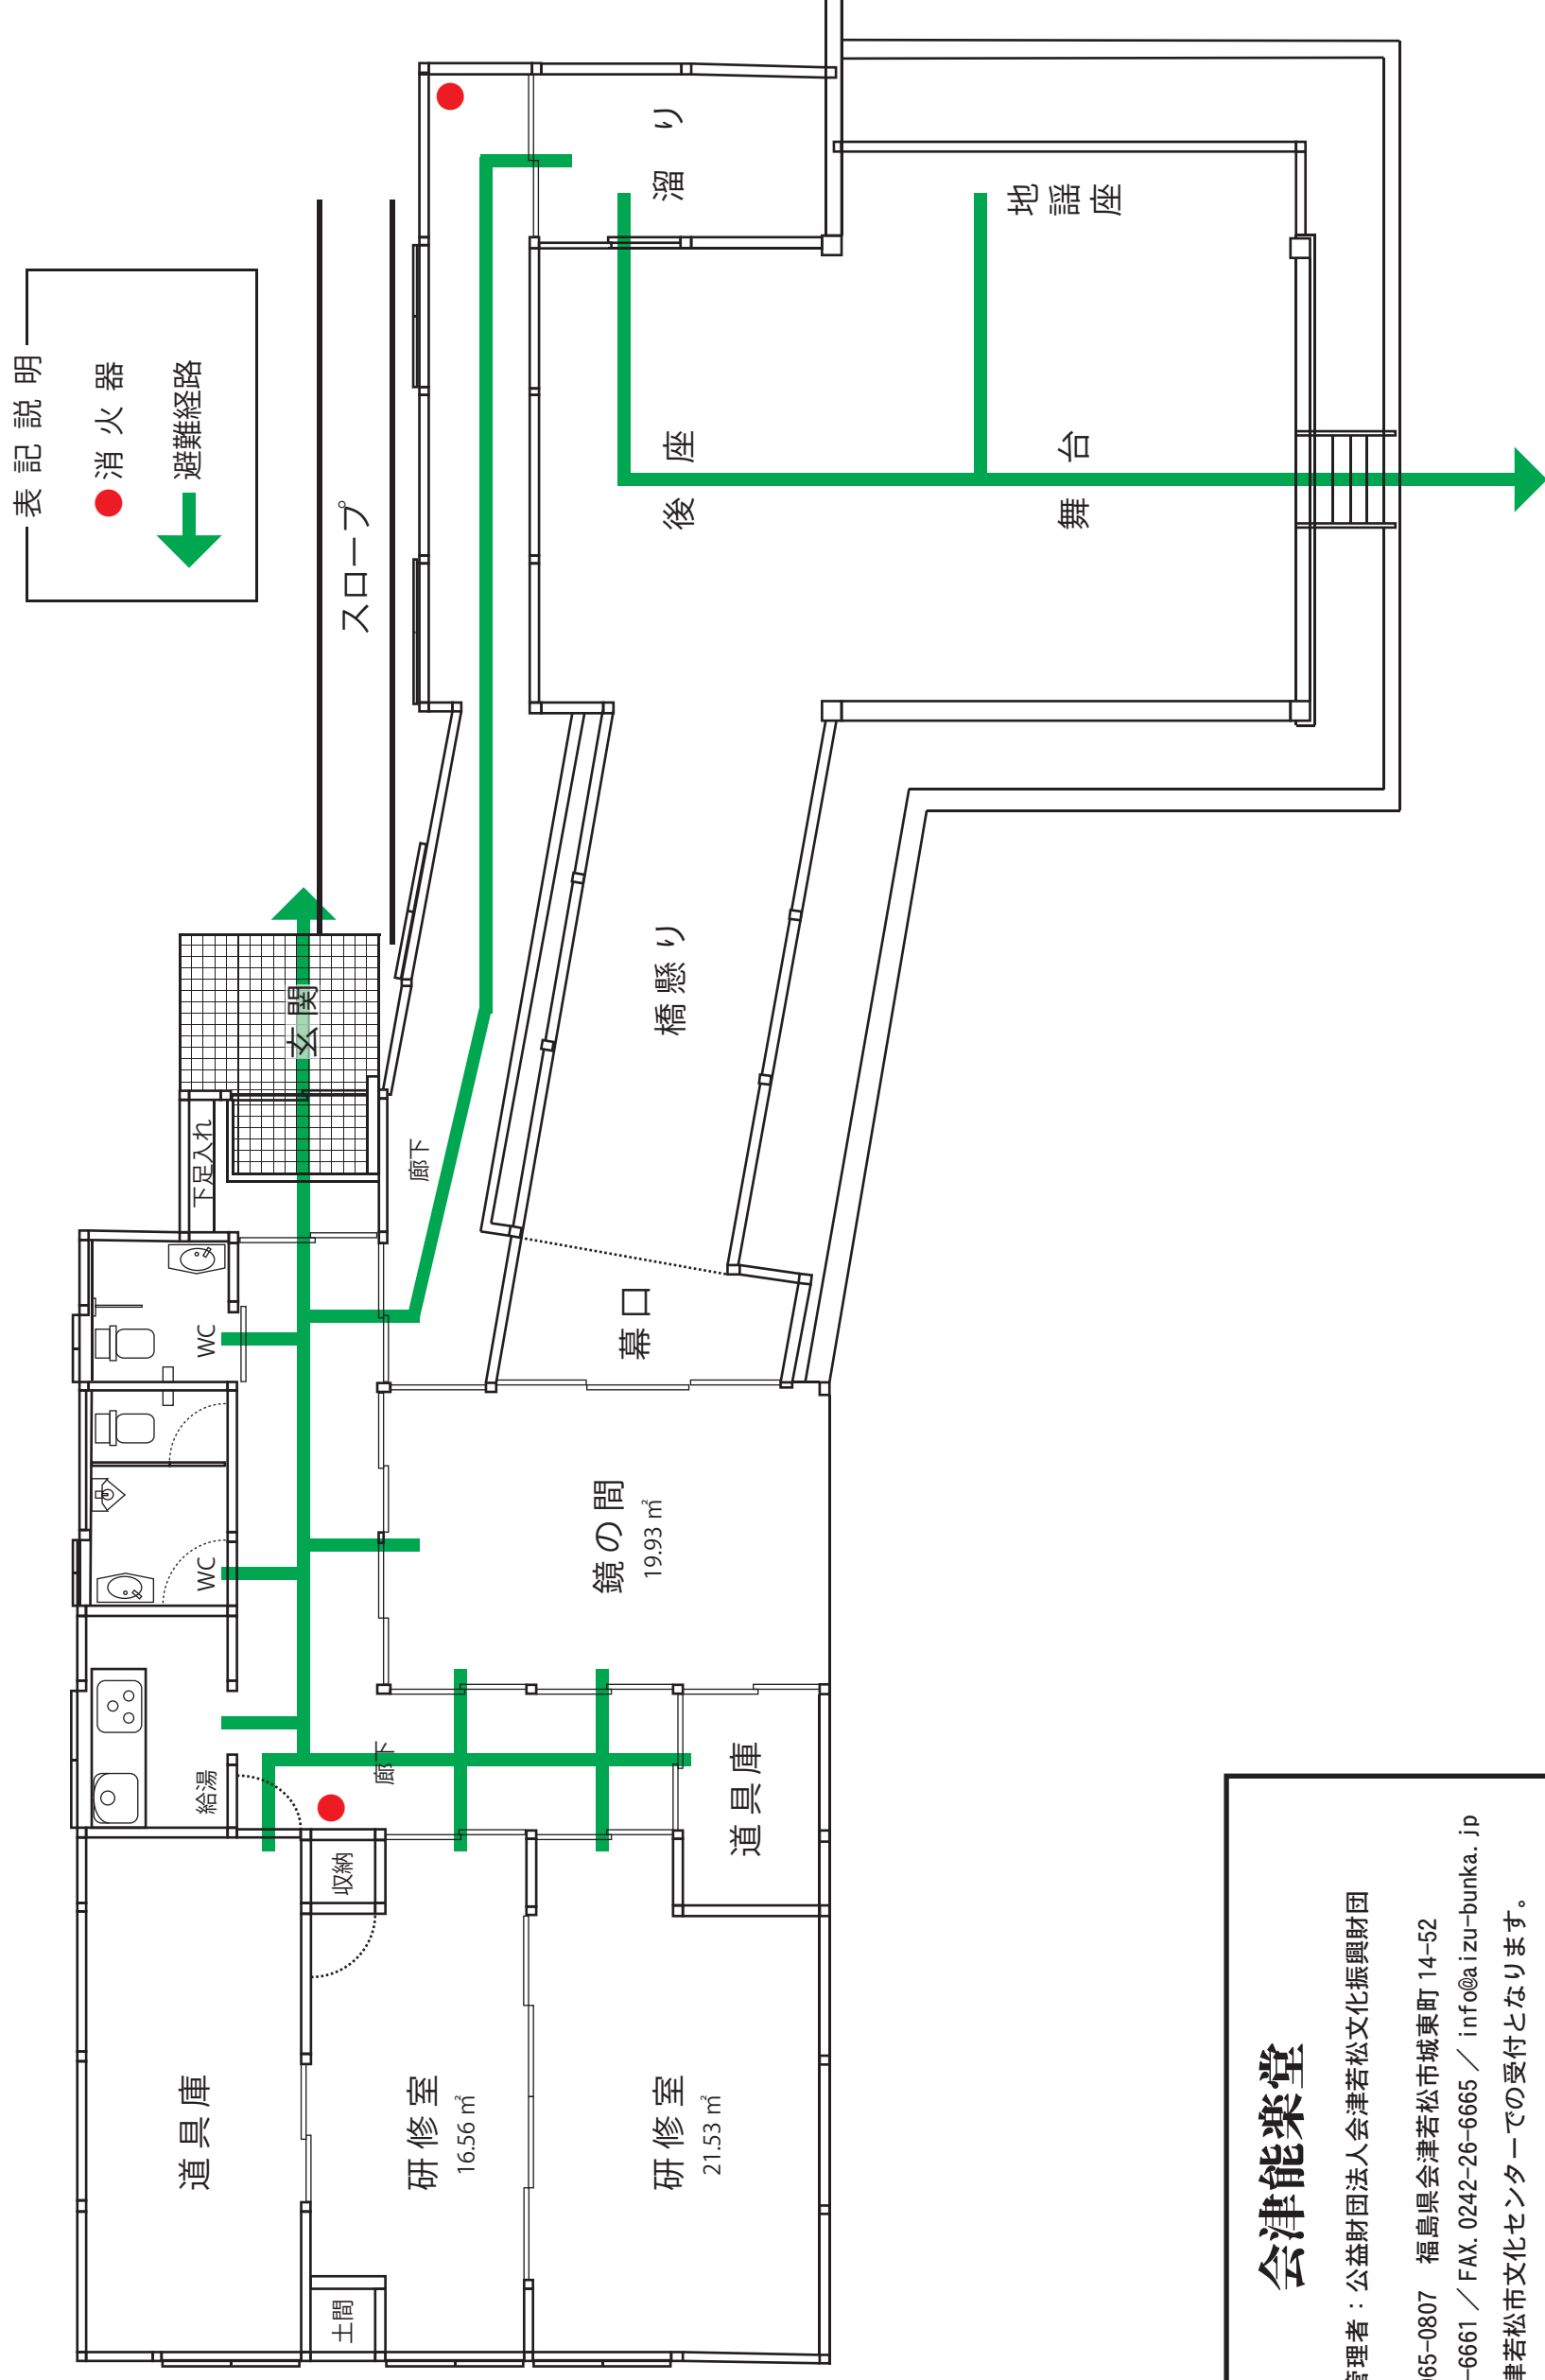 表記説明
消火器
避難経路
スロープ
溜り
地謡座
後座
舞台
玄関
下足入れ
廊下
橋懸り
幕口
WC
WC
鏡の間
19.93 ㎡
給湯
廊下
収納
道具庫
道具庫
研修室
16.56 ㎡
研修室
21.53 ㎡
土間
会津能楽堂
管理者：公益財団法人会津若松文化振興財団
65-0807　福島県会津若松市城東町 14-52
-6661 ／ FAX. 0242-26-6665 ／ info@aizu-bunka.jp
津若松市文化センターでの受付となります。